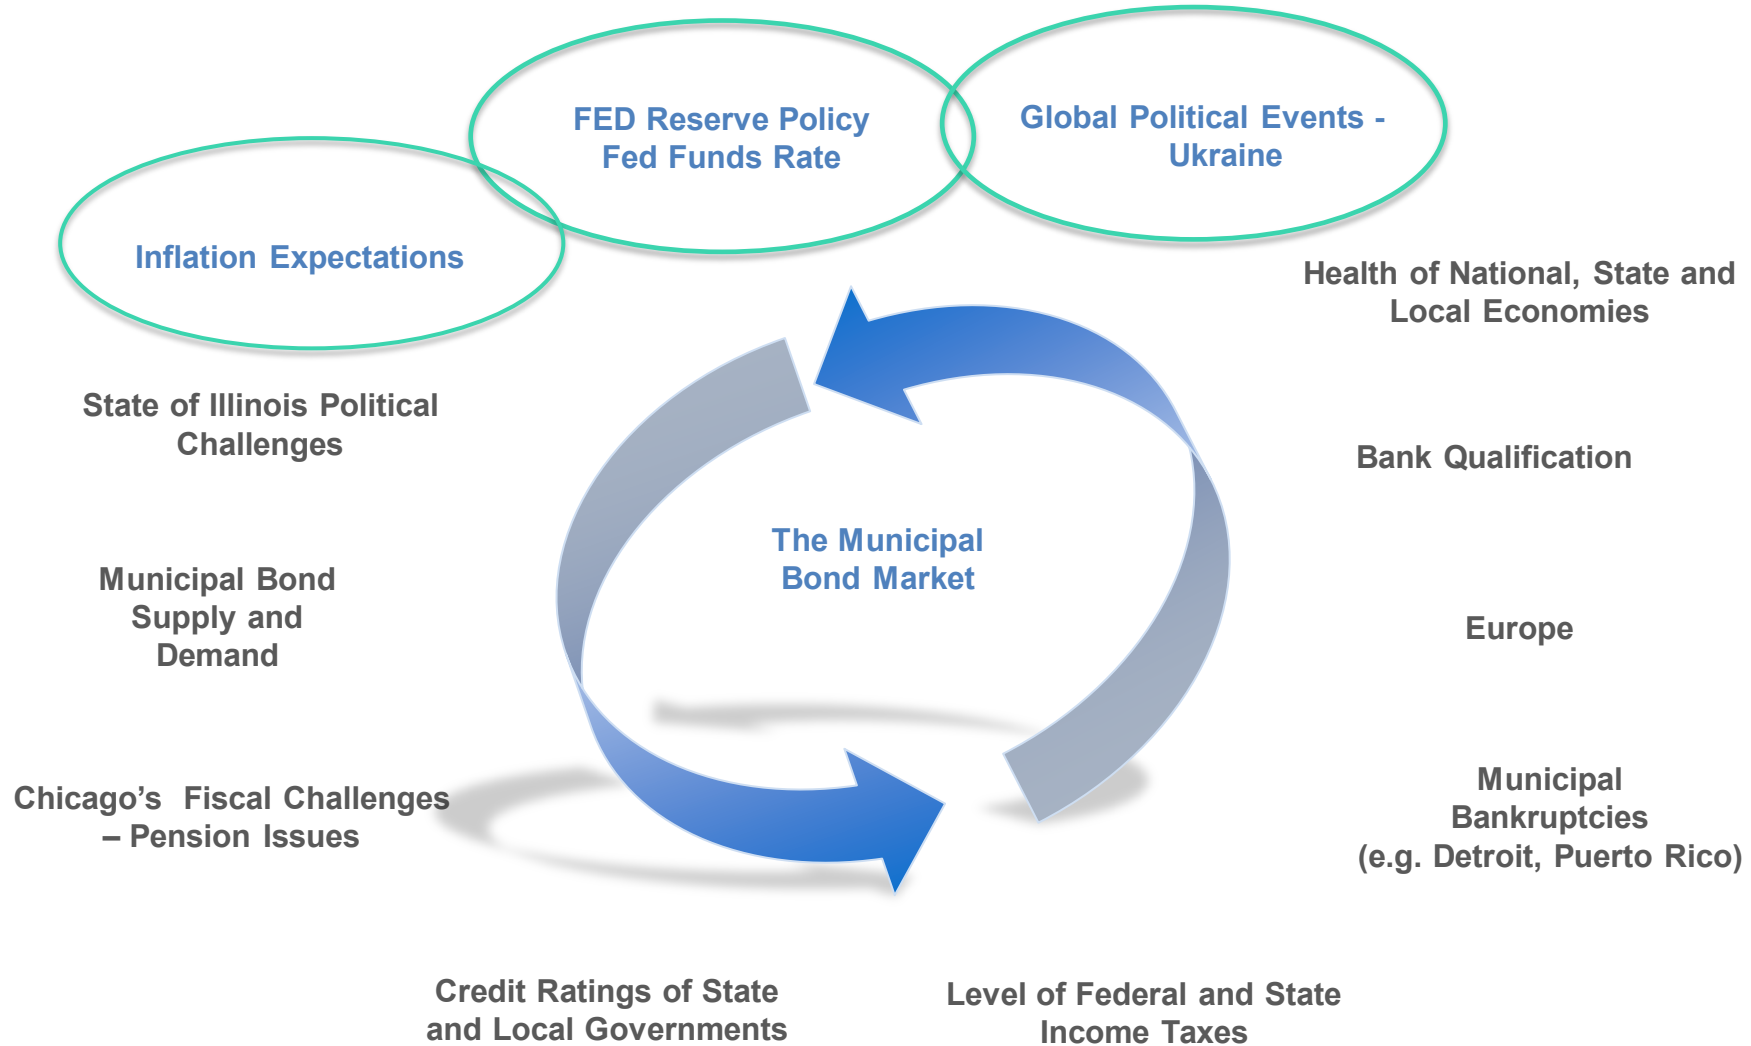 FED Reserve Policy
Fed Funds Rate
Global Political Events -
Ukraine
Inflation Expectations
Health of National, State and
Local Economies
State of Illinois Political
Challenges
Bank Qualification
The Municipal
Bond Market
Municipal Bond
Supply and
Demand
Europe
Chicago’s Fiscal Challenges
– Pension Issues
Municipal
Bankruptcies
(e.g. Detroit, Puerto Rico)
Credit Ratings of State
and Local Governments
Level of Federal and State
Income Taxes